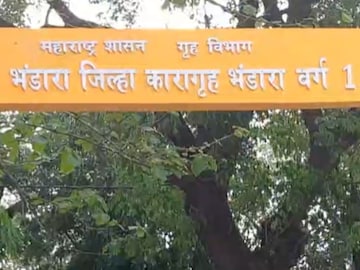 महाराष्ट्र शासन गृह विभाग
भंडारा जिल्हा कारागृह भंडारा वर्ग 1